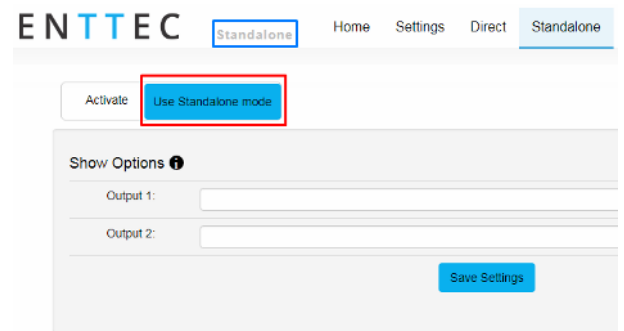 ENTTEC Standalone Home Settings Direct Standalone
Activate Use Standalone mode
Show Options
Output 1:
Output 2:
Save Settings